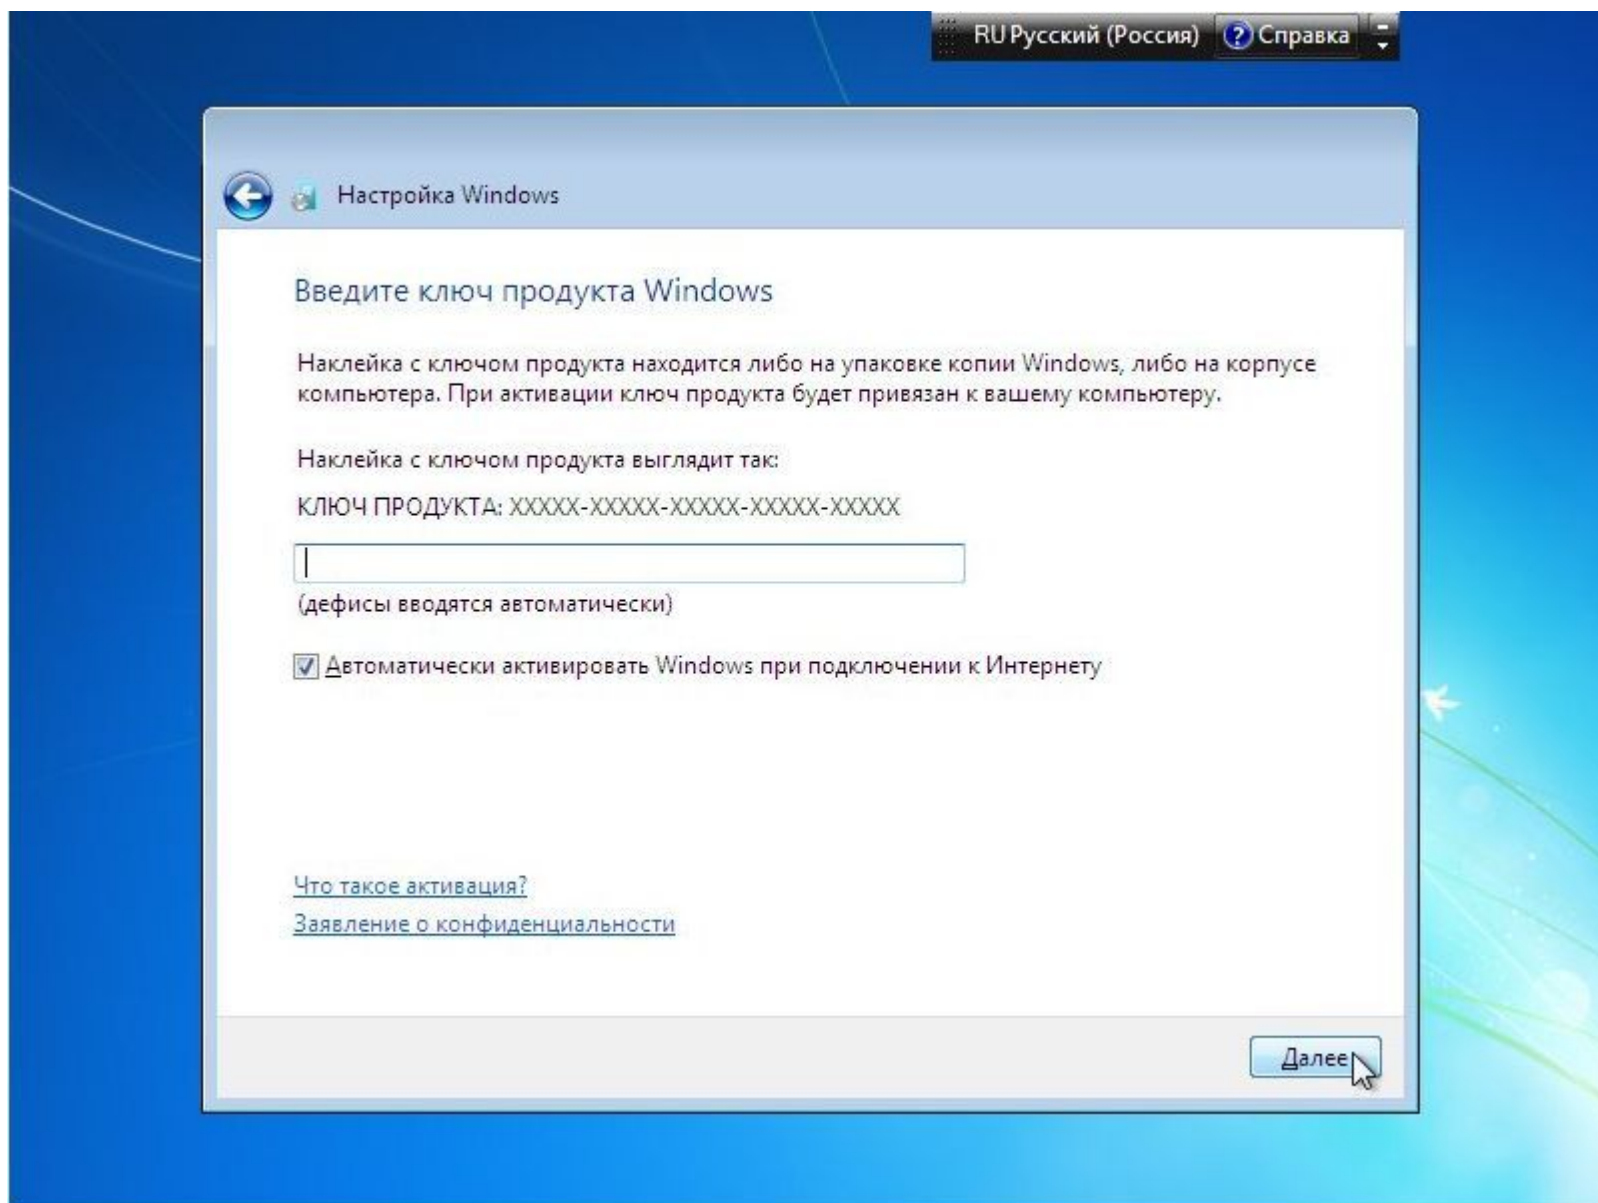 RU Русский (Россия) Справка
Настройка Windows
Введите ключ продукта Windows
Наклейка с ключом продукта находится либо на упаковке копии Windows, либо на корпусе
компьютера. При активации ключ продукта будет привязан к вашему компьютеру.
Наклейка с ключом продукта выглядит так:
КЛЮЧ ПРОДУКТА: XXXXX-XXXXX-XXXXX-XXXXX-XXXXX
(дефисы вводятся автоматически)
Автоматически активировать Windows при подключении к Интернету
Что такое активация?
Заявление о конфиденциальности
Далее